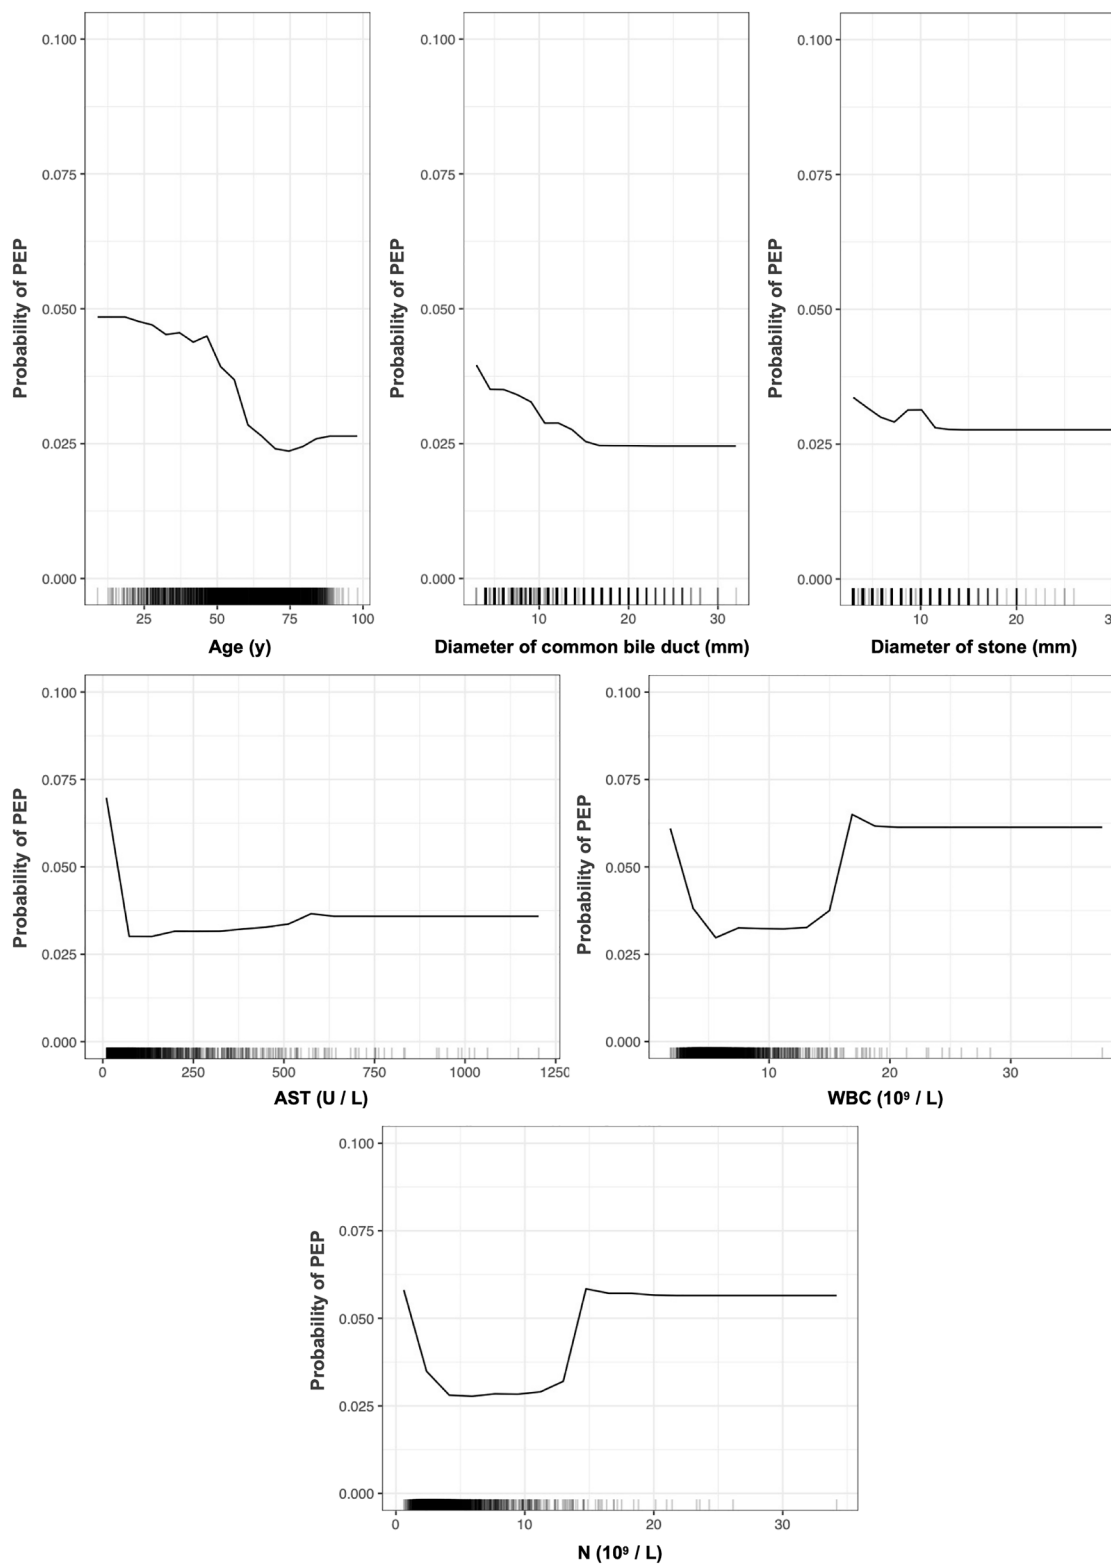 Probability of PEP
0.100
0.075
0.050
0.025
0.000
25 50 75 100
Age (y)
Probability of PEP
0.100
0.075
0.050
0.025
0.000
10 20 30
Diameter of common bile duct (mm)
Probability of PEP
0.100
0.075
0.050
0.025
0.000
10 20
Diameter of stone (mm)
Probability of PEP
0.100
0.075
0.050
0.025
0.000
0 250 500 750 1000 1250
AST (U / L)
Probability of PEP
0.100
0.075
0.050
0.025
0.000
10 20 30
WBC (10⁹ / L)
Probability of PEP
0.100
0.075
0.050
0.025
0.000
0 10 20 30
N (10⁹ / L)